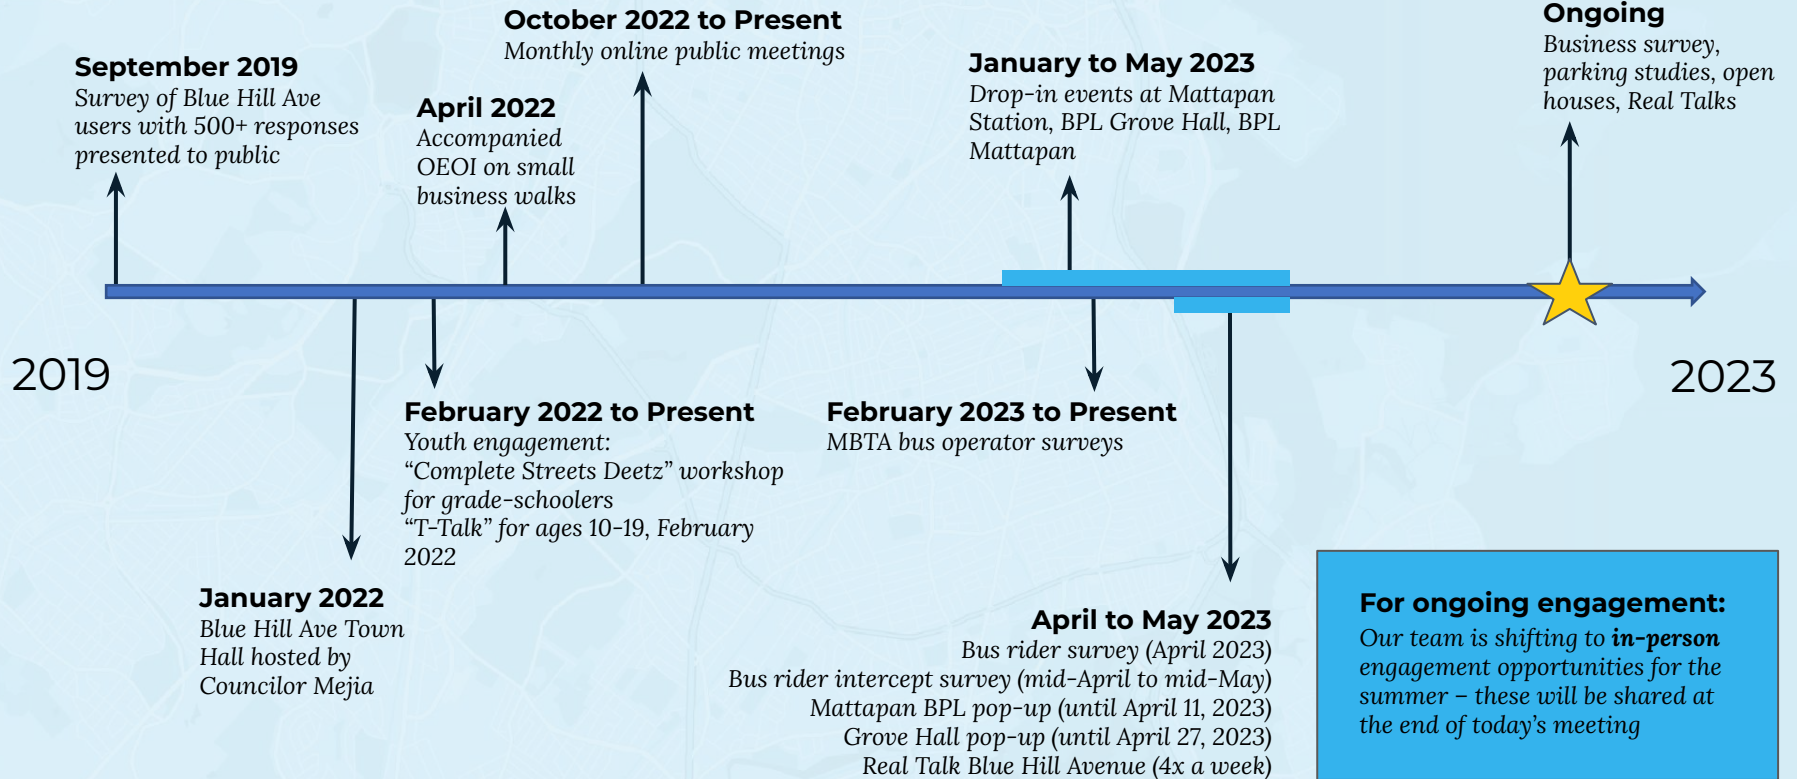 September 2019
Survey of Blue Hill Ave
users with 500+ responses
presented to public
April 2022
Accompanied
OEOI on small
business walks
October 2022 to Present
Monthly online public meetings
January to May 2023
Drop-in events at Mattapan
Station, BPL Grove Hall, BPL
Mattapan
Ongoing
Business survey,
parking studies, open
houses, Real Talks
2019
2023
January 2022
Blue Hill Ave Town
Hall hosted by
Councilor Mejia
February 2022 to Present
Youth engagement:
“Complete Streets Deetz” workshop
for grade-schoolers
“T-Talk” for ages 10-19, February
2022
February 2023 to Present
MBTA bus operator surveys
April to May 2023
Bus rider survey (April 2023)
Bus rider intercept survey (mid-April to mid-May)
Mattapan BPL pop-up (until April 11, 2023)
Grove Hall pop-up (until April 27, 2023)
Real Talk Blue Hill Avenue (4x a week)
For ongoing engagement:
Our team is shifting to in-person
engagement opportunities for the
summer – these will be shared at
the end of today’s meeting